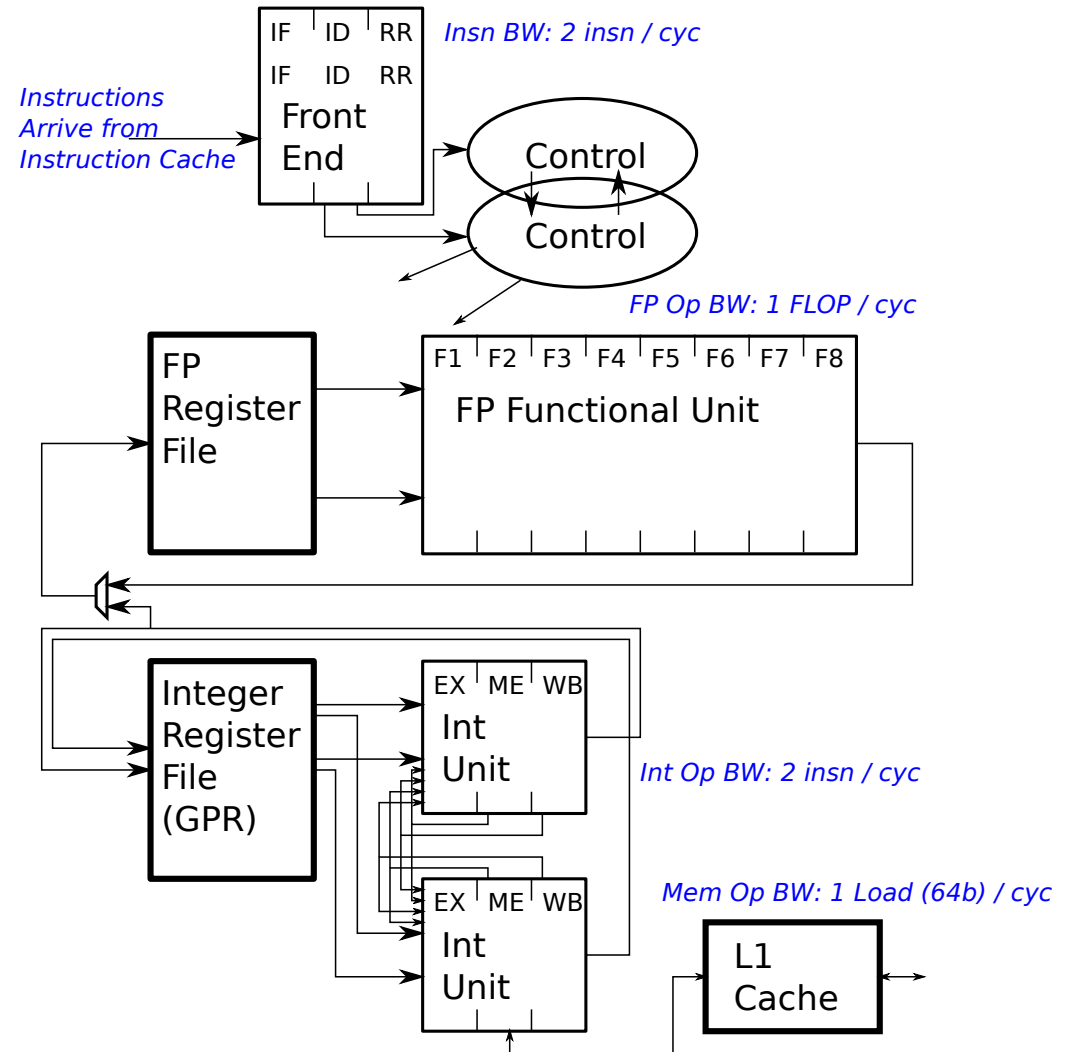 IF ID RR
Insn BW: 2 insn / cyc
IF ID RR
Instructions
Arrive from
Instruction Cache
Front
End
Control
Control
FP Op BW: 1 FLOP / cyc
FP
Register
File
F1 F2 F3 F4 F5 F6 F7 F8
FP Functional Unit
Integer
Register
File
(GPR)
EX ME WB
Int
Unit
Int Op BW: 2 insn / cyc
EX ME WB
Int
Unit
Mem Op BW: 1 Load (64b) / cyc
L1
Cache